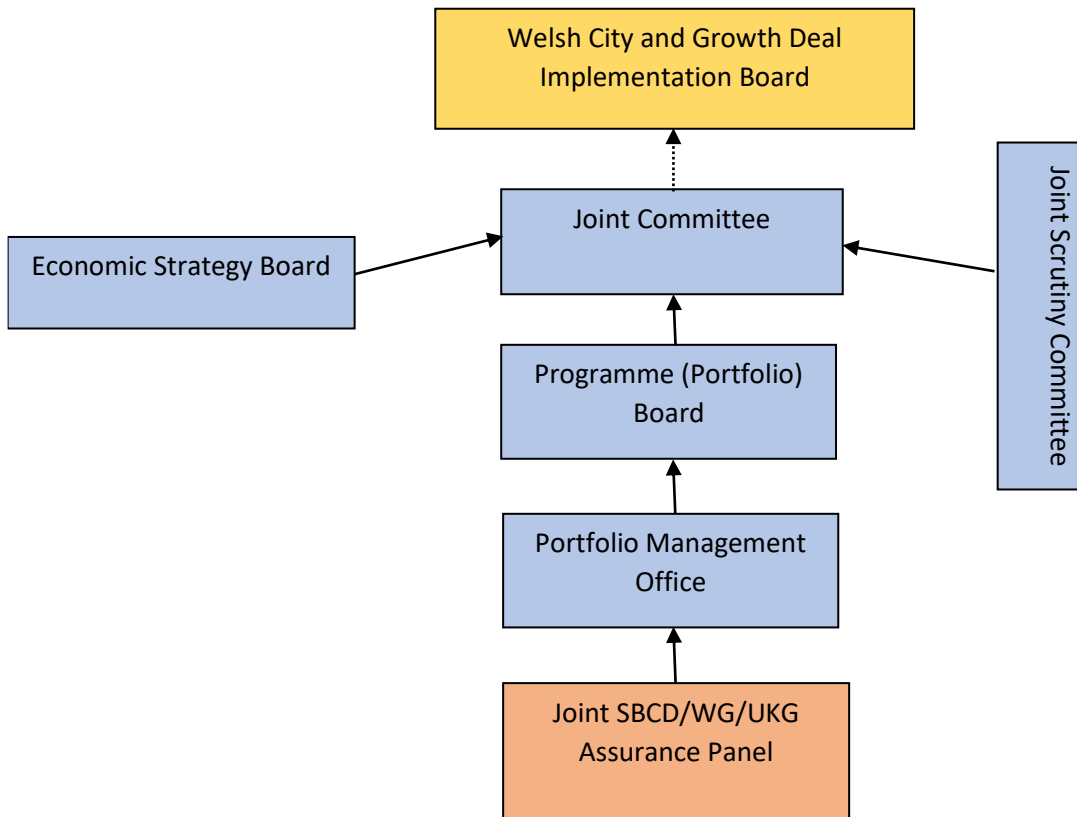 Welsh City and Growth Deal
Implementation Board
Joint Committee
Economic Strategy Board
Joint Scrutiny Committee
Programme (Portfolio)
Board
Portfolio Management
Office
Joint SBCD/WG/UKG
Assurance Panel